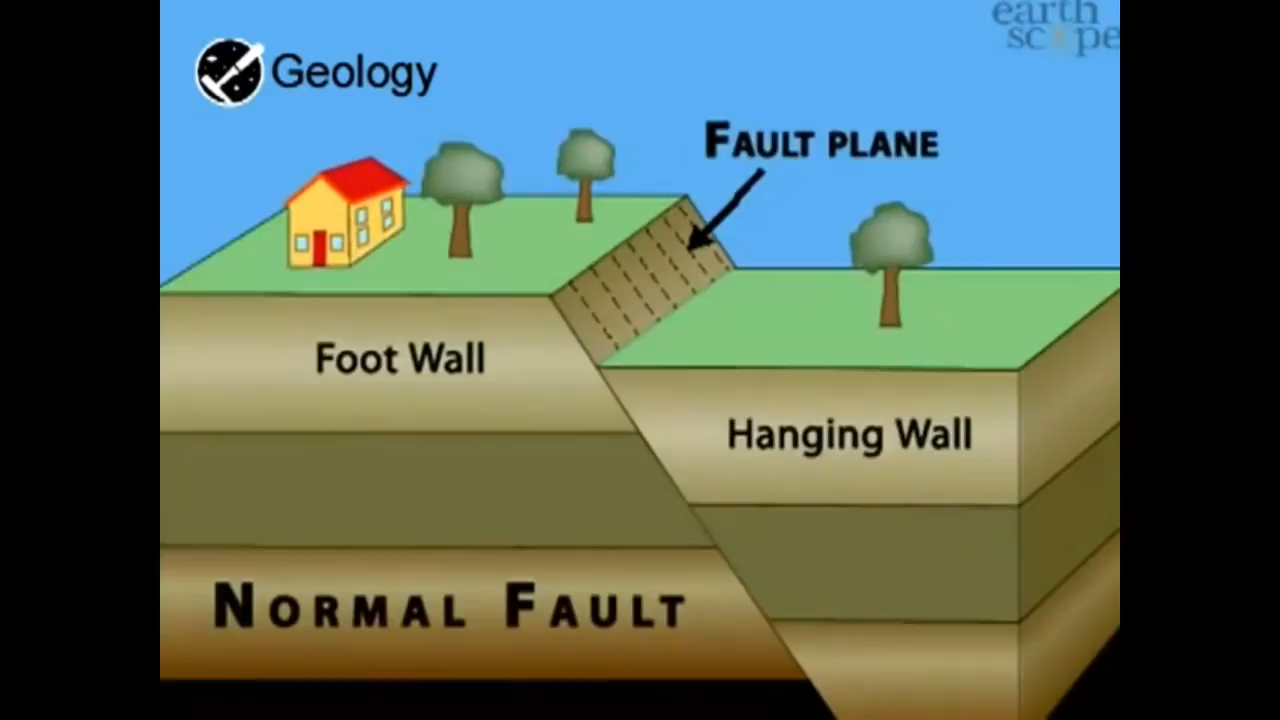 earth
scope
Geology
FAULT PLANE
Foot Wall
Hanging Wall
NORMAL FAULT